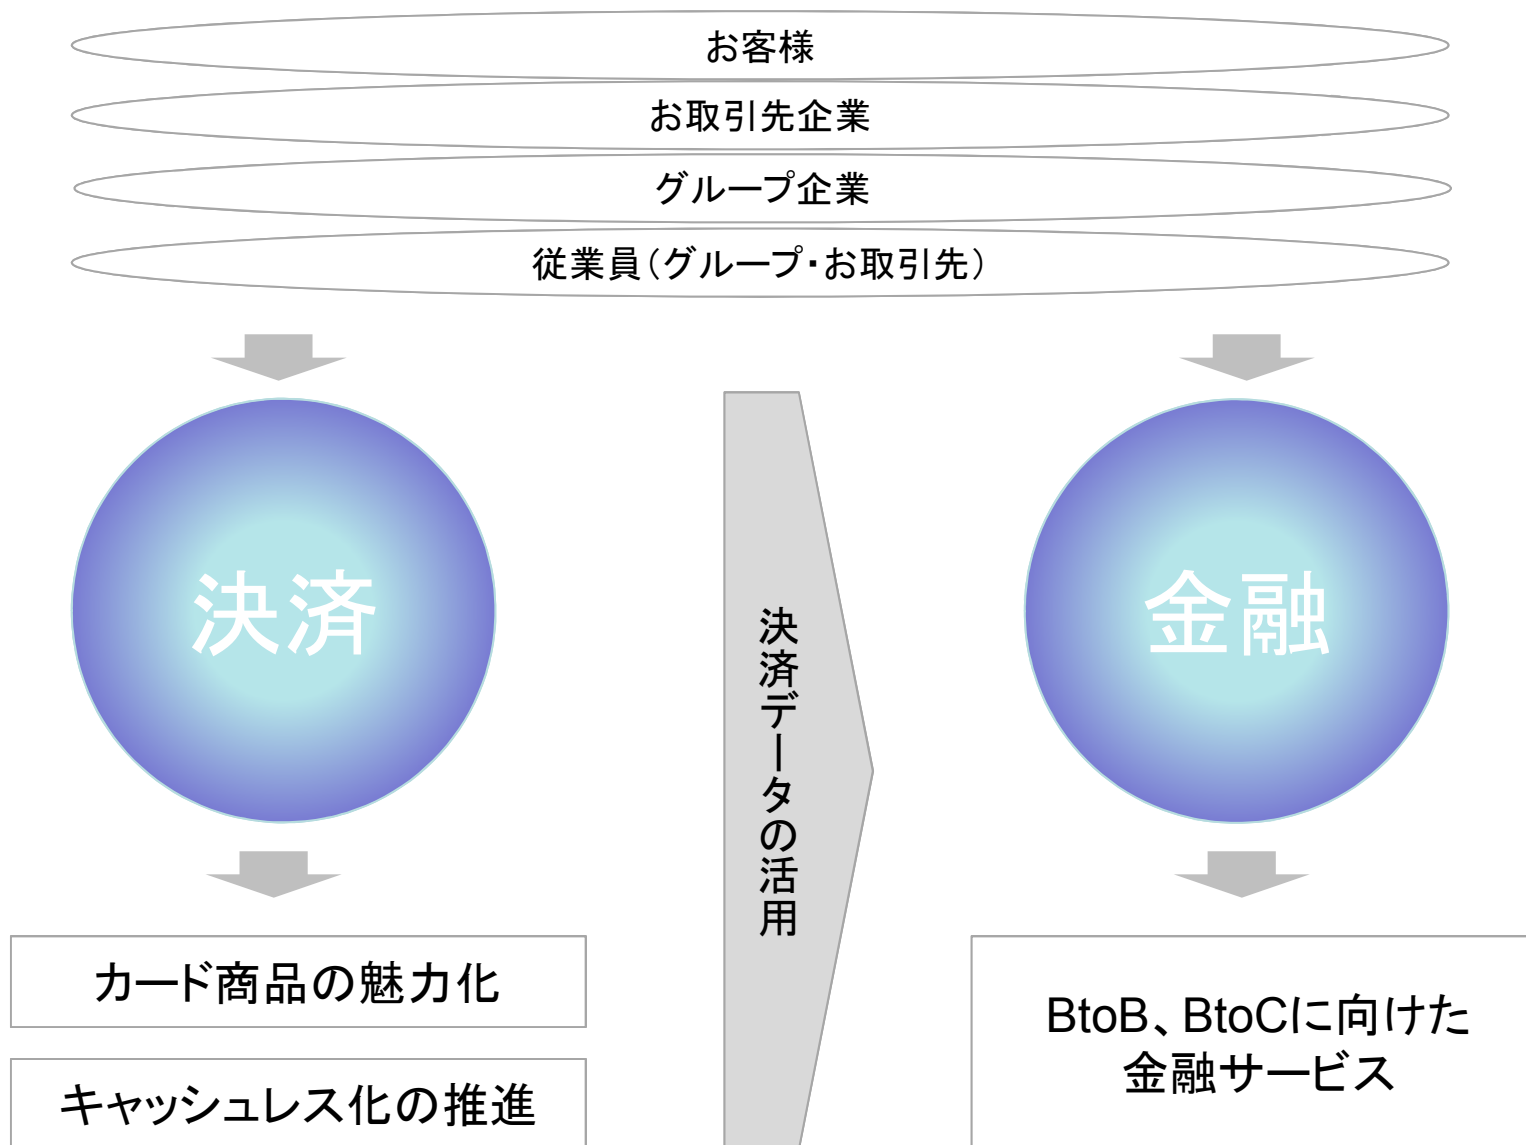 お客様
お取引先企業
グループ企業
従業員（グループ・お取引先）
決済
金融
決済データの活用
カード商品の魅力化
キャッシュレス化の推進
BtoB、BtoCに向けた
金融サービス